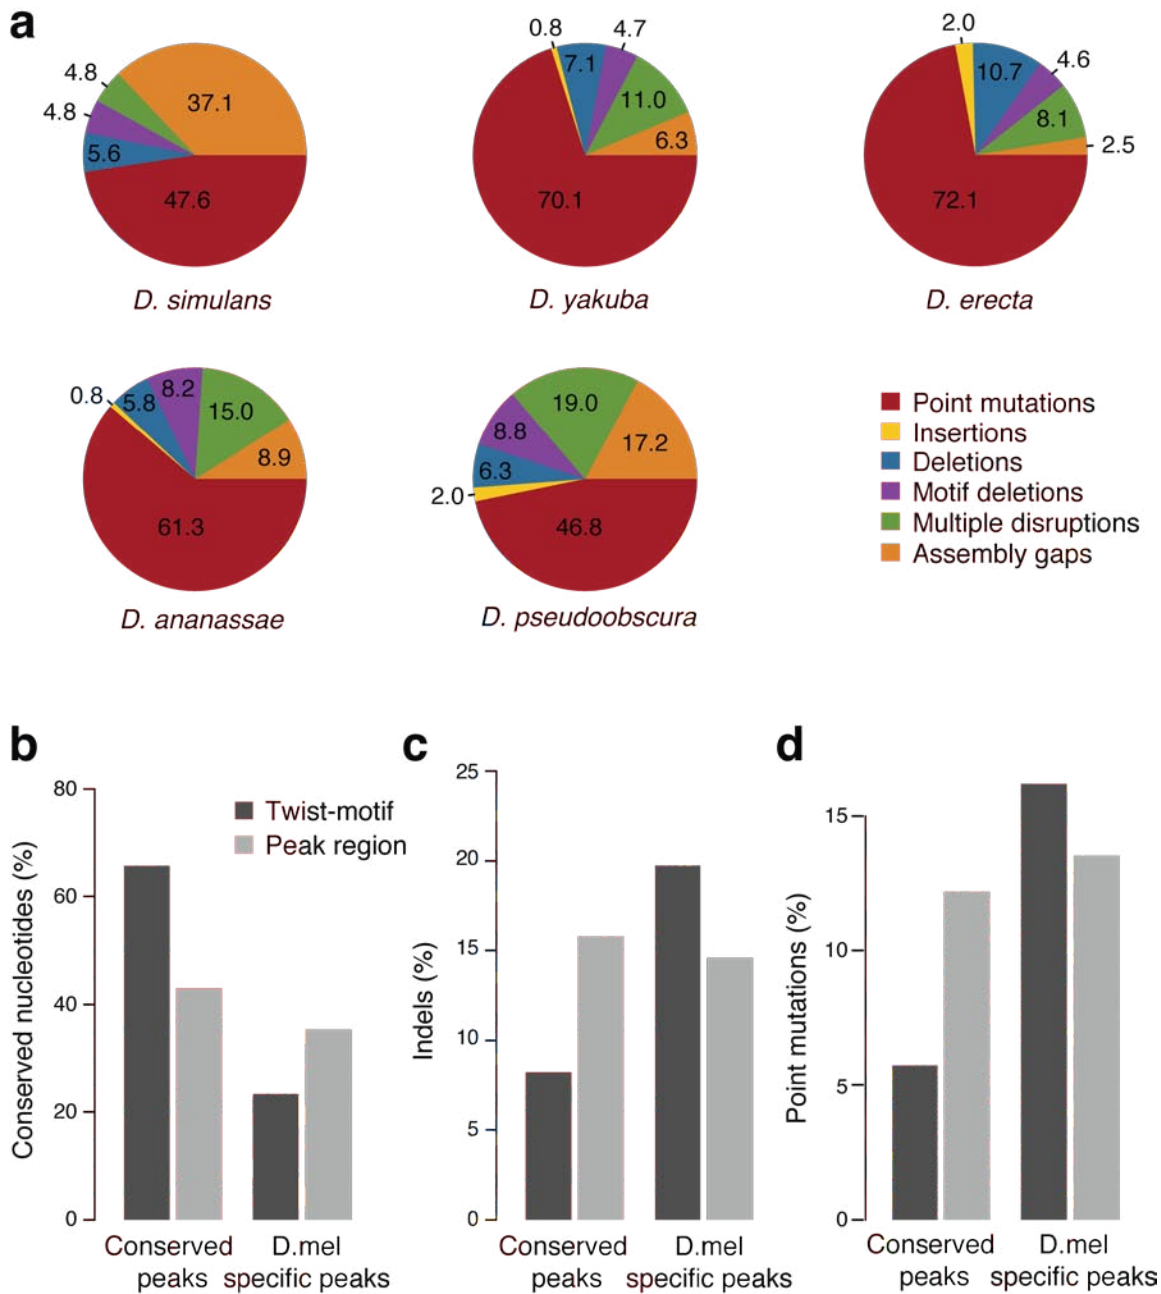 a
37.1
4.8
4.8
5.6
47.6
D. simulans
0.8
7.1
4.7
11.0
6.3
70.1
D. yakuba
2.0
10.7
4.6
8.1
2.5
72.1
D. erecta
0.8
5.8
8.2
15.0
8.9
61.3
D. ananassae
19.0
8.8
17.2
6.3
2.0
46.8
D. pseudoobscura
Point mutations
Insertions
Deletions
Motif deletions
Multiple disruptions
Assembly gaps
b
Conserved nucleotides (%)
80
60
40
20
0
Twist-motif
Peak region
Conserved
peaks
D.mel
specific peaks
c
Indels (%)
25
20
15
10
5
0
Conserved
peaks
D.mel
specific peaks
d
Point mutations (%)
15
10
5
0
Conserved
peaks
D.mel
specific peaks